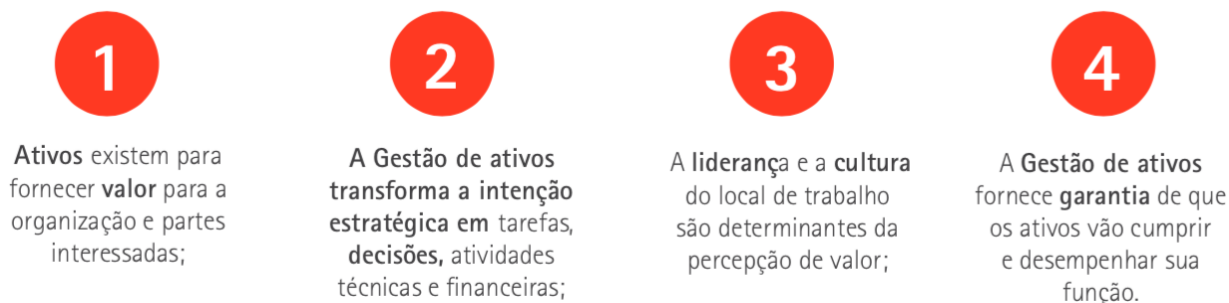 1
Ativos existem para
fornecer valor para a
organização e partes
interessadas;
2
A Gestão de ativos
transforma a intenção
estratégica em tarefas,
decisões, atividades
técnicas e financeiras;
3
A liderança e a cultura
do local de trabalho
são determinantes da
percepção de valor;
4
A Gestão de ativos
fornece garantia de que
os ativos vão cumprir
e desempenhar sua
função.